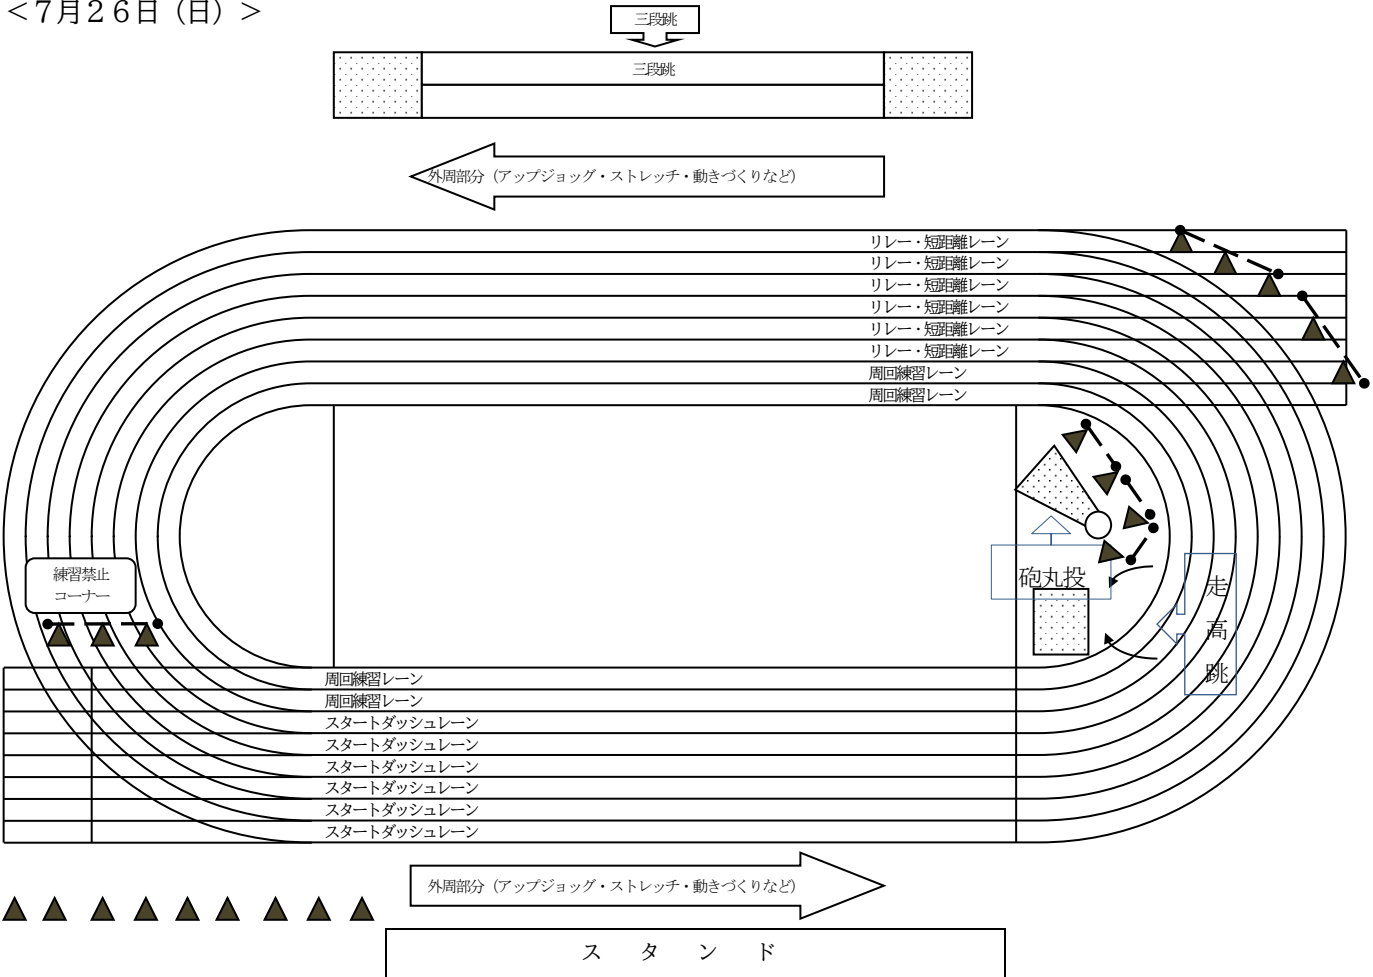 ＜７月２６日（日）＞
三段跳
三段跳
外周部分（アップジョッグ・ストレッチ・動きづくりなど）
リレー・短距離レーン
リレー・短距離レーン
リレー・短距離レーン
リレー・短距離レーン
リレー・短距離レーン
リレー・短距離レーン
周回練習レーン
周回練習レーン
練習禁止
コーナー
砲丸投
走高跳
周回練習レーン
周回練習レーン
スタートダッシュレーン
スタートダッシュレーン
スタートダッシュレーン
スタートダッシュレーン
スタートダッシュレーン
スタートダッシュレーン
外周部分（アップジョッグ・ストレッチ・動きづくりなど）
スタンド